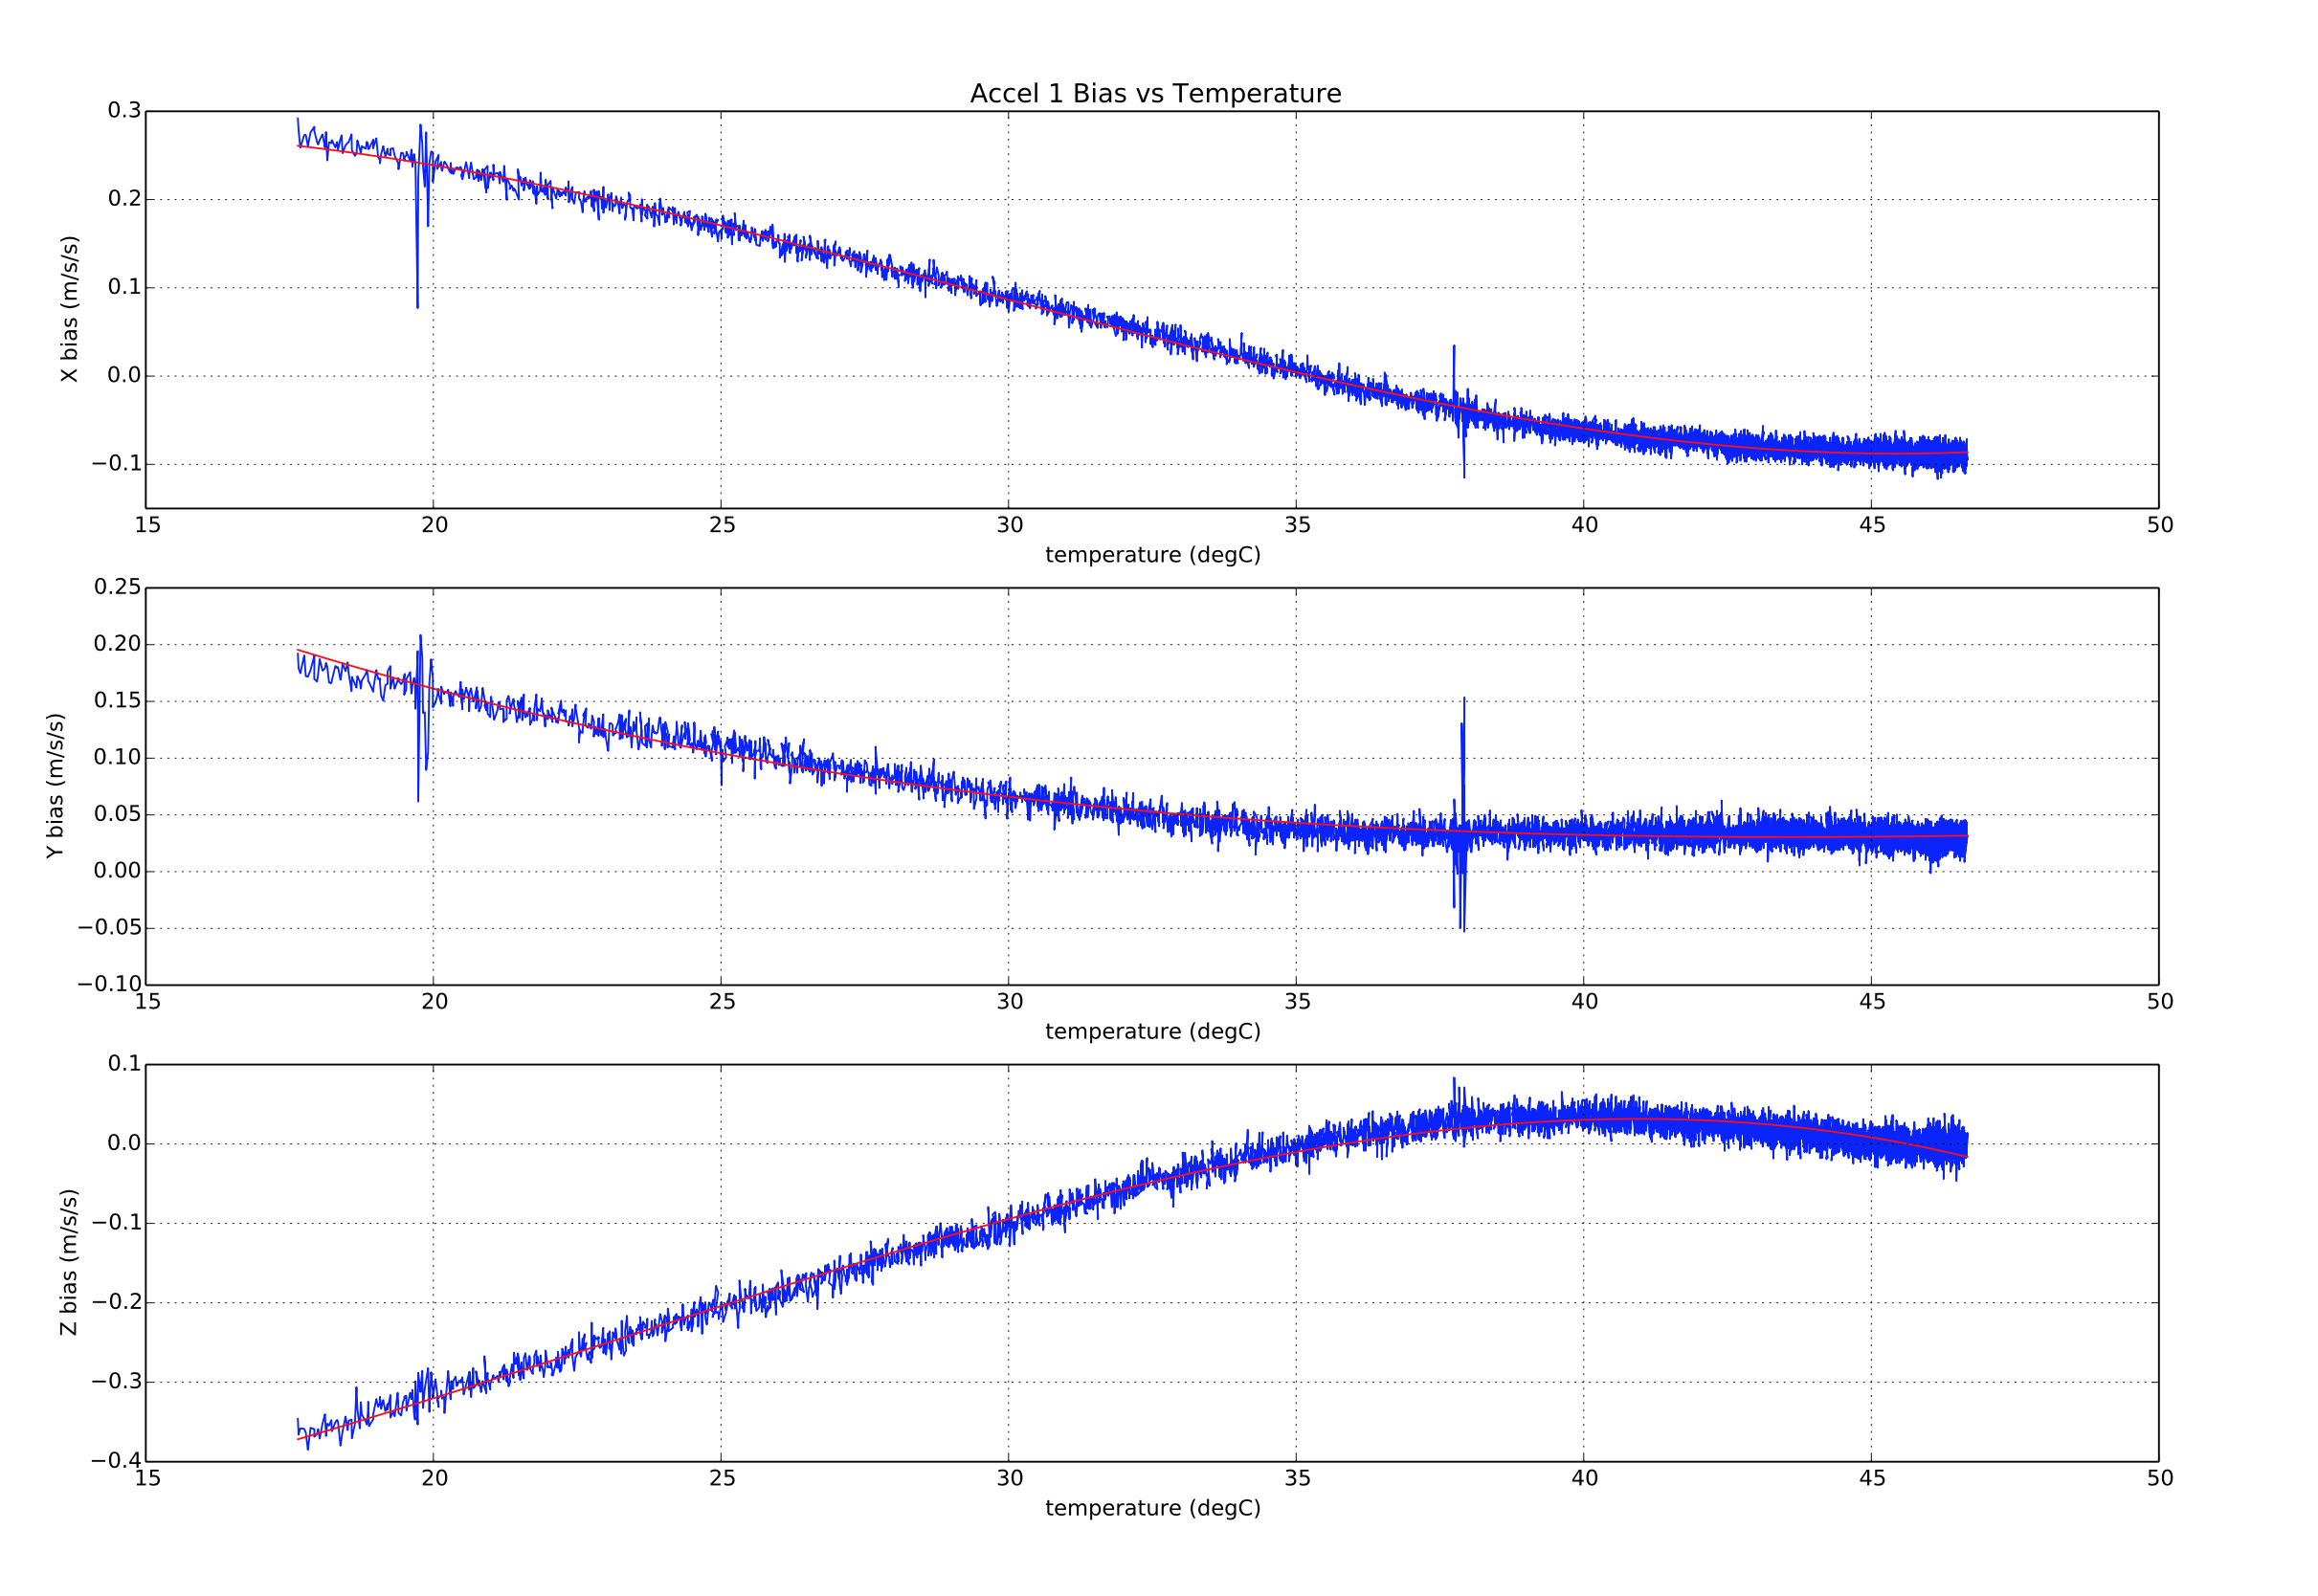 Accel 1 Bias vs Temperature
0.3
0.2
0.1
0.0
−0.1
X bias (m/s/s)
15 20 25 30 35 40 45 50
temperature (degC)
0.25
0.20
0.15
0.10
0.05
0.00
−0.05
−0.10
Y bias (m/s/s)
15 20 25 30 35 40 45 50
temperature (degC)
0.1
0.0
−0.1
−0.2
−0.3
−0.4
Z bias (m/s/s)
15 20 25 30 35 40 45 50
temperature (degC)